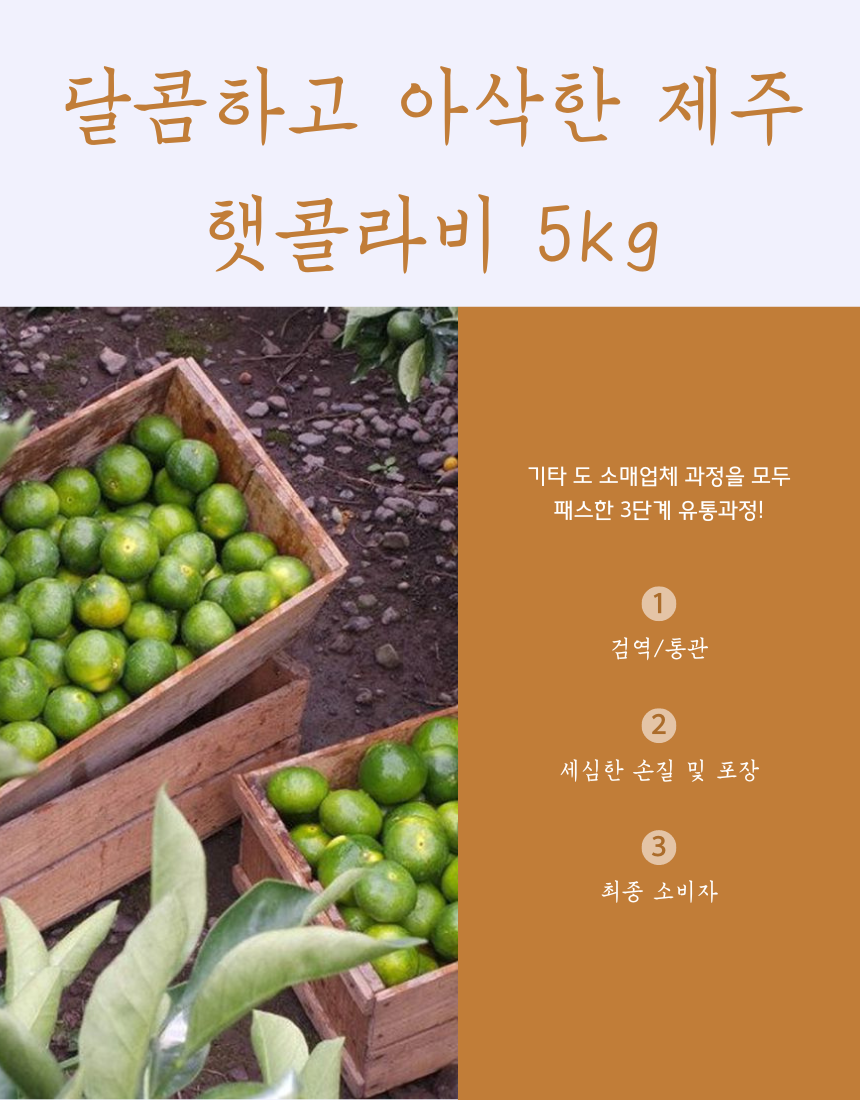 달콤하고 아삭한 제주
햇콜라비 5kg
기타 도 소매업체 과정을 모두
패스한 3단계 유통과정!
1
검역/통관
2
세심한 손질 및 포장
3
최종 소비자